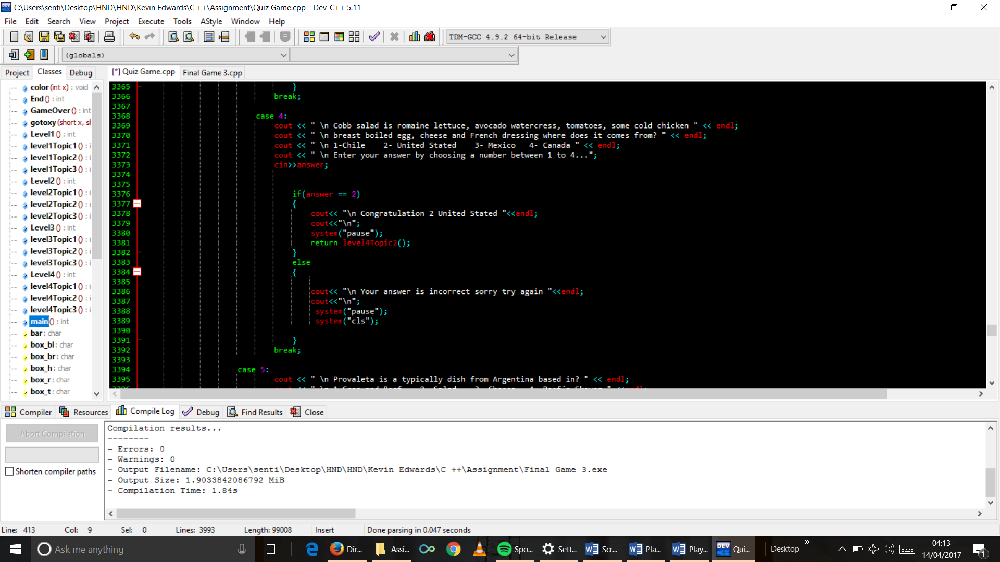 C:\Users\senti\Desktop\HND\HND\Kevin Edwards\C ++\Assignment\Quiz Game.cpp - Dev-C++ 5.11
File Edit Search View Project Execute Tools AStyle Window Help
TDM-GCC 4.9.2 64-bit Release
(globals)
Project Classes Debug
[*] Quiz Game.cpp Final Game 3.cpp
color (int x) : void
End () : int
GameOver () : int
gotoxy (short x, sh
Level1 () : int
level1Topic1 () : i
level1Topic2 () : i
level1Topic3 () : i
Level2 () : int
level2Topic1 () : i
level2Topic2 () : i
level2Topic3 () : i
Level3 () : int
level3Topic1 () : i
level3Topic2 () : i
level3Topic3 () : i
Level4 () : int
level4Topic1 () : i
level4Topic2 () : i
level4Topic3 () : i
main () : int
bar : char
box_bl : char
box_br : char
box_h : char
box_r : char
box_t : char
3365 }
3366 break;
3367
3368 case 4:
3369 cout << " \n Cobb salad is romaine lettuce, avocado watercress, tomatoes, some cold chicken " << endl;
3370 cout << " \n breast boiled egg, cheese and French dressing where does it comes from? " << endl;
3371 cout << " \n 1-Chile    2- United Stated    3- Mexico   4- Canada " << endl;
3372 cout << " \n Enter your answer by choosing a number between 1 to 4...";
3373 cin>>answer;
3374
3375
3376 if(answer == 2)
3377 {
3378 cout<< "\n Congratulation 2 United Stated "<<endl;
3379 cout<<"\n";
3380 system("pause");
3381 return level4Topic2();
3382 }
3383 else
3384 {
3385
3386 cout<< "\n Your answer is incorrect sorry try again "<<endl;
3387 cout<<"\n";
3388 system("pause");
3389 system("cls");
3390
3391 }
3392 break;
3393
3394 case 5:
3395 cout << " \n Provaleta is a typically dish from Argentina based in? " << endl;
Compiler Resources Compile Log Debug Find Results Close
Abort Compilation
Shorten compiler paths
Compilation results...
--------
- Errors: 0
- Warnings: 0
- Output Filename: C:\Users\senti\Desktop\HND\HND\Kevin Edwards\C ++\Assignment\Final Game 3.exe
- Output Size: 1.9033842086792 MiB
- Compilation Time: 1.84s
Line: 413 Col: 9 Sel: 0 Lines: 3993 Length: 99008 Insert Done parsing in 0.047 seconds
Ask me anything Dir... Assi... Spo... Sett... Scr... Pla... Play... DEV Qui... Desktop 04:13
14/04/2017 1